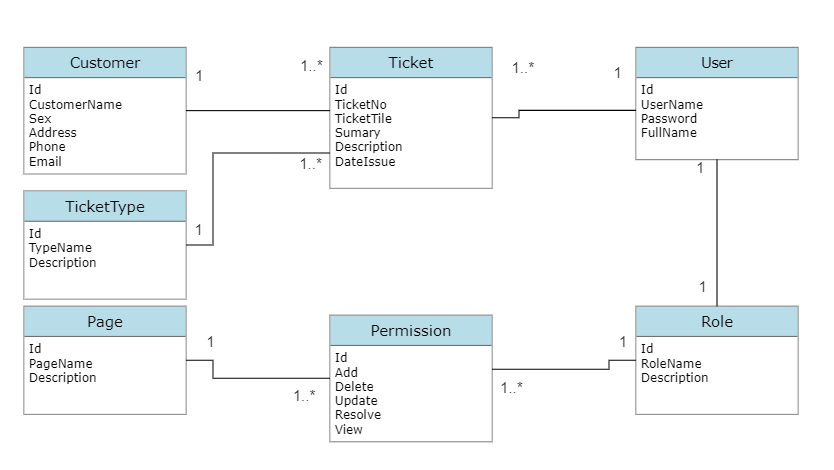 Customer
Id
CustomerName
Sex
Address
Phone
Email
1
1..*
Ticket
Id
TicketNo
TicketTile
Sumary
Description
DateIssue
1..*
1
User
Id
UserName
Password
FullName
1..*
1
TicketType
Id
TypeName
Description
1
1
Page
Id
PageName
Description
1
1..*
Permission
Id
Add
Delete
Update
Resolve
View
1
1..*
Role
Id
RoleName
Description